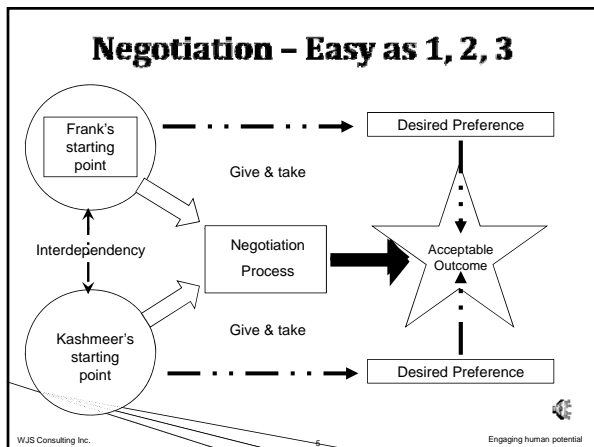 Negotiation – Easy as 1, 2, 3
Frank's
starting
point
Desired Preference
Give & take
Interdependency
Negotiation
Process
Acceptable
Outcome
Give & take
Kashmeer's
starting
point
Desired Preference
WJS Consulting Inc.
5
Engaging human potential